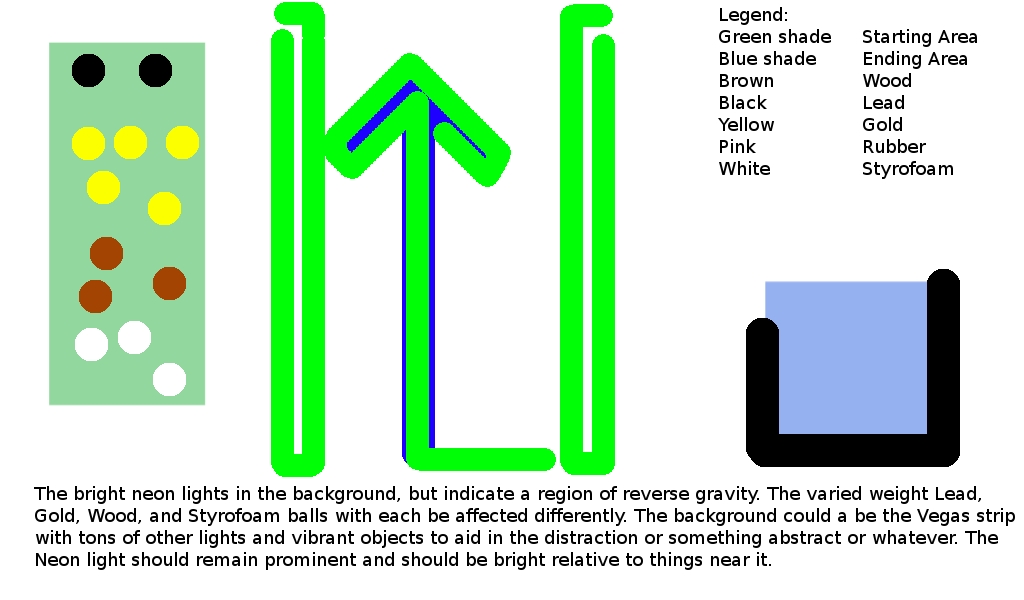 Legend:
Green shade Starting Area
Blue shade Ending Area
Brown Wood
Black Lead
Yellow Gold
Pink Rubber
White Styrofoam
The bright neon lights in the background, but indicate a region of reverse gravity. The varied weight Lead,
Gold, Wood, and Styrofoam balls with each be affected differently. The background could a be the Vegas strip
with tons of other lights and vibrant objects to aid in the distraction or something abstract or whatever. The
Neon light should remain prominent and should be bright relative to things near it.